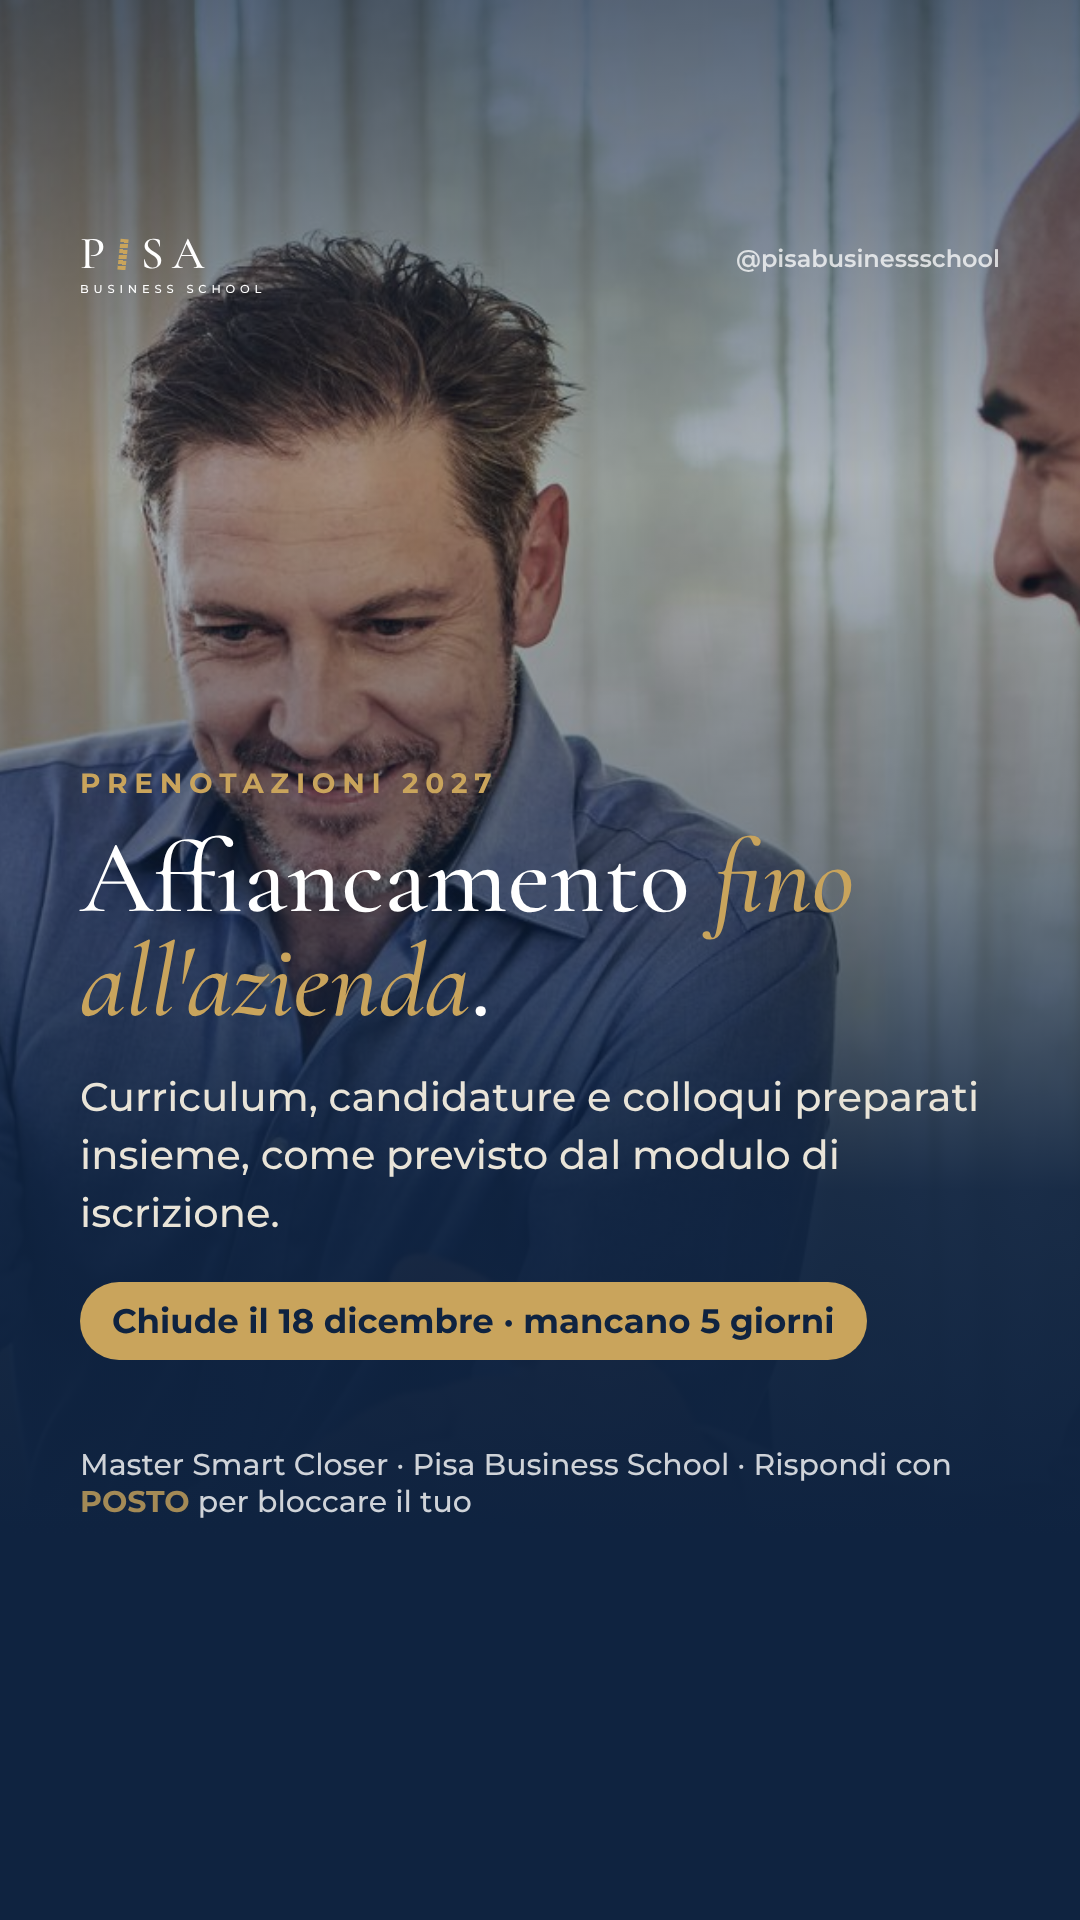 PISA
BUSINESS SCHOOL
@pisabusinessschool
PRENOTAZIONI 2027
Affiancamento fino
all'azienda.
Curriculum, candidature e colloqui preparati
insieme, come previsto dal modulo di
iscrizione.
Chiude il 18 dicembre · mancano 5 giorni
Master Smart Closer · Pisa Business School · Rispondi con
POSTO per bloccare il tuo